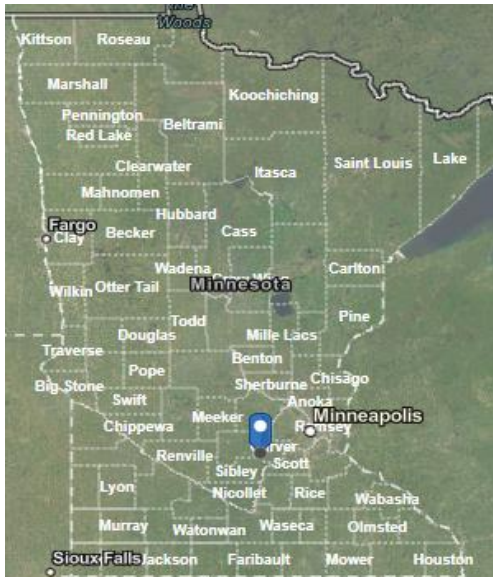 The
Woods
Kittson
Roseau
Marshall
Koochiching
Pennington
Beltrami
Red Lake
Saint Louis
Lake
Clearwater
Itasca
Mahnomen
Hubbard
Fargo
Clay
Becker
Cass
Wadena
Carlton
Wilkin
Otter Tail
Minnesota
Todd
Pine
Douglas
Mille Lacs
Traverse
Benton
Pope
Chisago
Big Stone
Sherburne
Swift
Anoka
Meeker
Minneapolis
Chippewa
Ramsey
rver
Renville
Scott
Sibley
Lyon
Nicollet
Rice
Wabasha
Murray
Watonwan
Waseca
Olmsted
Sioux Falls
Jackson
Faribault
Mower
Houston